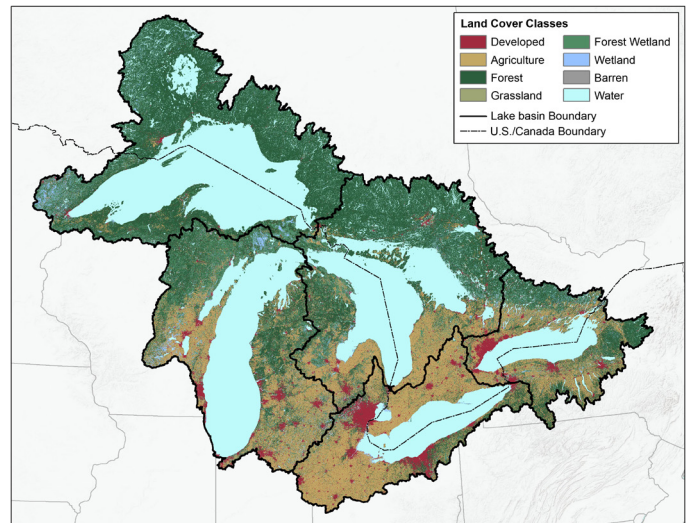 Land Cover Classes
Developed
Agriculture
Forest
Grassland
Forest Wetland
Wetland
Barren
Water
Lake basin Boundary
U.S./Canada Boundary